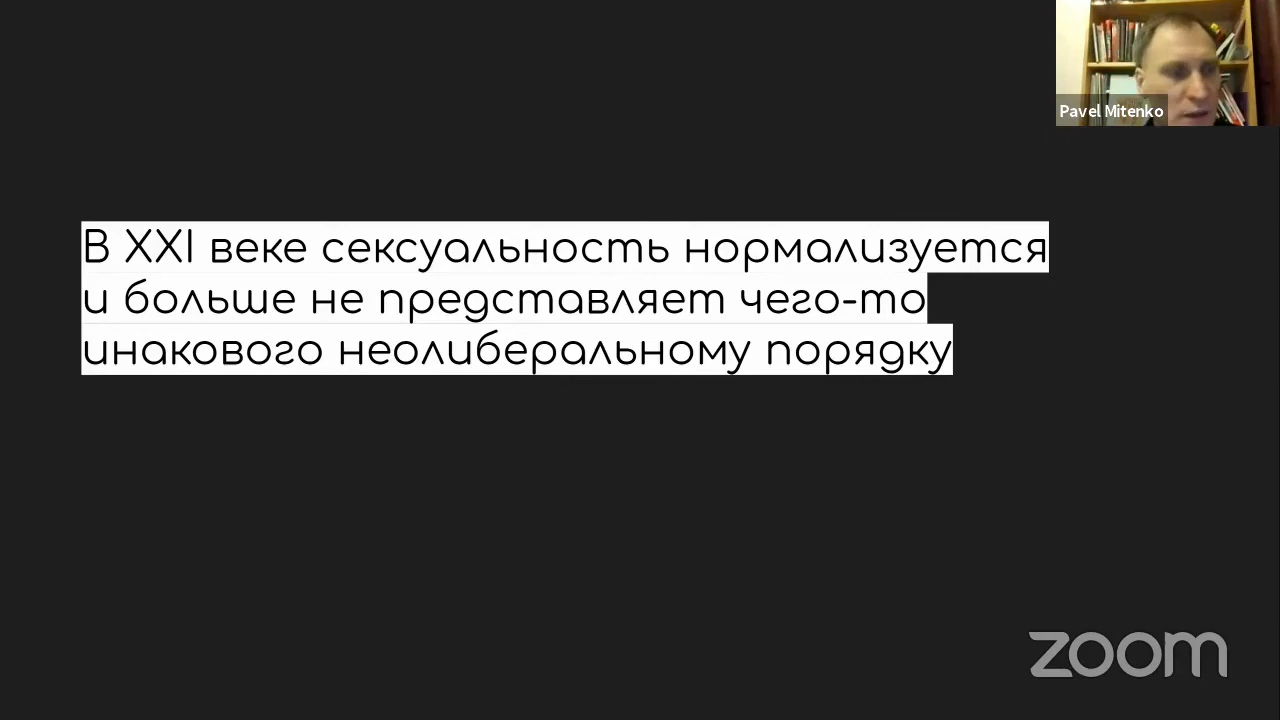 Pavel Mitenko
В XXI веке сексуальность нормализуется
и больше не представляет чего-то
инакового неолиберальному порядку
zoom